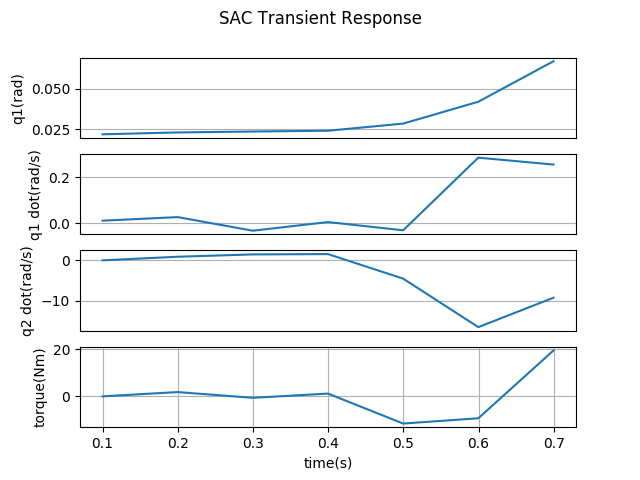 SAC Transient Response
q1(rad)
0.050
0.025
q1 dot(rad/s)
0.2
0.0
q2 dot(rad/s)
0
−10
torque(Nm)
20
0
0.1 0.2 0.3 0.4 0.5 0.6 0.7
time(s)